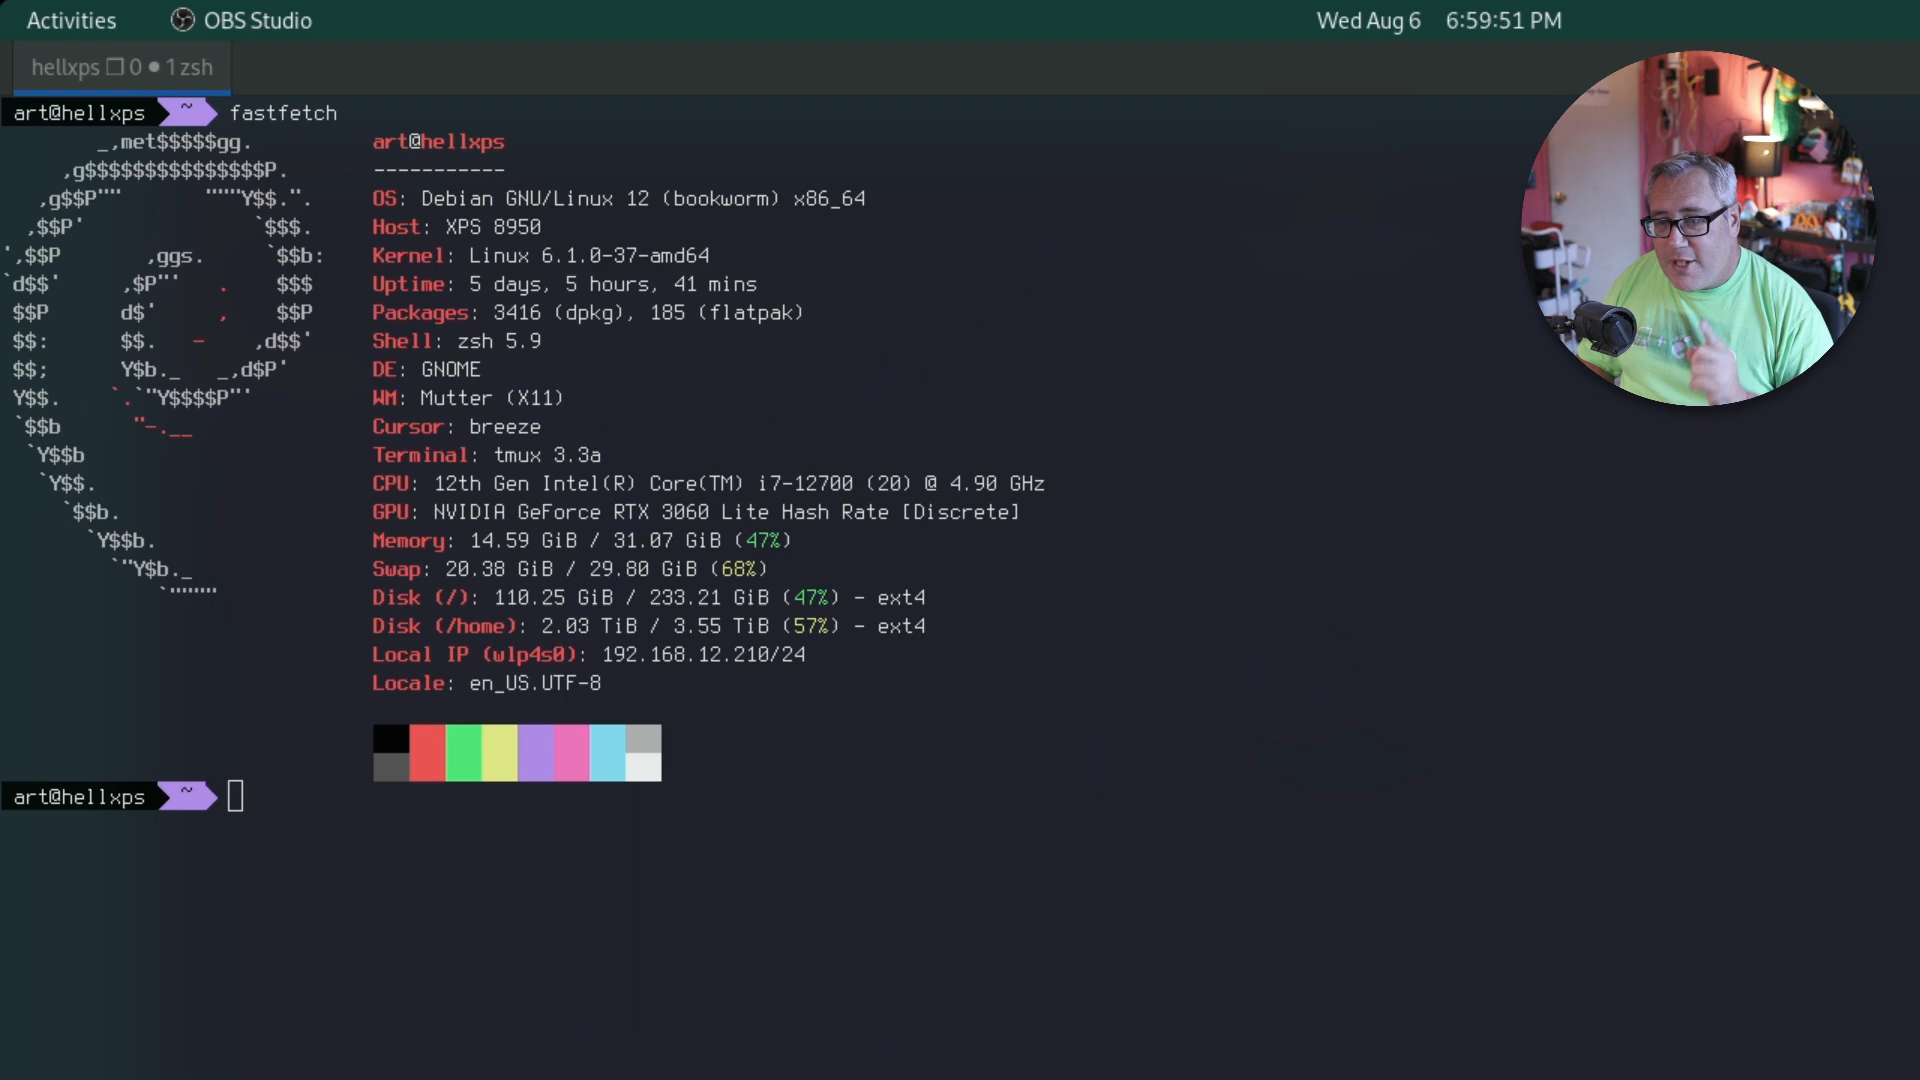 Activities OBS Studio Wed Aug 6 6:59:51 PM
hellxps ❐ 0 ● 1 zsh
art@hellxps ~ fastfetch
_,met$$$$$gg. art@hellxps
,g$$$$$$$$$$$$$$$P. -----------
,g$$P"" """Y$$.". OS: Debian GNU/Linux 12 (bookworm) x86_64
,$$P' `$$$. Host: XPS 8950
',$$P ,ggs. `$$b: Kernel: Linux 6.1.0-37-amd64
`d$$' ,$P"' . $$$ Uptime: 5 days, 5 hours, 41 mins
$$P d$' , $$P Packages: 3416 (dpkg), 185 (flatpak)
$$: $$. - ,d$$' Shell: zsh 5.9
$$; Y$b._ _,d$P' DE: GNOME
Y$$. `.`"Y$$$$P"' WM: Mutter (X11)
`$$b "-.__ Cursor: breeze
`Y$$b Terminal: tmux 3.3a
`Y$$. CPU: 12th Gen Intel(R) Core(TM) i7-12700 (20) @ 4.90 GHz
`$$b. GPU: NVIDIA GeForce RTX 3060 Lite Hash Rate [Discrete]
`Y$$b. Memory: 14.59 GiB / 31.07 GiB (47%)
`"Y$b._ Swap: 20.38 GiB / 29.80 GiB (68%)
`"""" Disk (/): 110.25 GiB / 233.21 GiB (47%) - ext4
Disk (/home): 2.03 TiB / 3.55 TiB (57%) - ext4
Local IP (wlp4s0): 192.168.12.210/24
Locale: en_US.UTF-8
art@hellxps ~